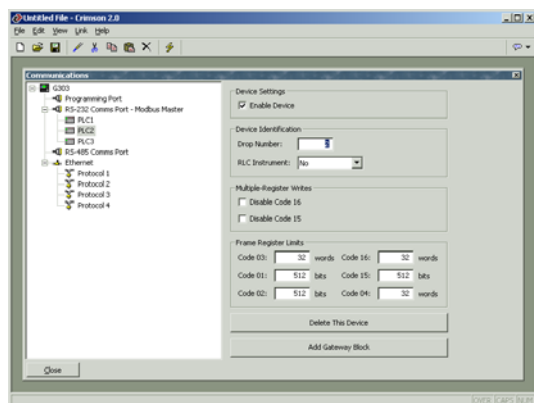 Untitled File - Crimson 2.0
File Edit View Link Help
Communications
G303
Programming Port
RS-232 Comms Port - Modbus Master
PLC1
PLC2
PLC3
RS-485 Comms Port
Ethernet
Protocol 1
Protocol 2
Protocol 3
Protocol 4
Device Settings
Enable Device
Device Identification
Drop Number: 2
RLC Instrument: No
Multiple-Register Writes
Disable Code 16
Disable Code 15
Frame Register Limits
Code 03: 32 words Code 16: 32 words
Code 01: 512 bits Code 15: 512 bits
Code 02: 512 bits Code 04: 32 words
Delete This Device
Add Gateway Block
Close
OVER CAPS NUM